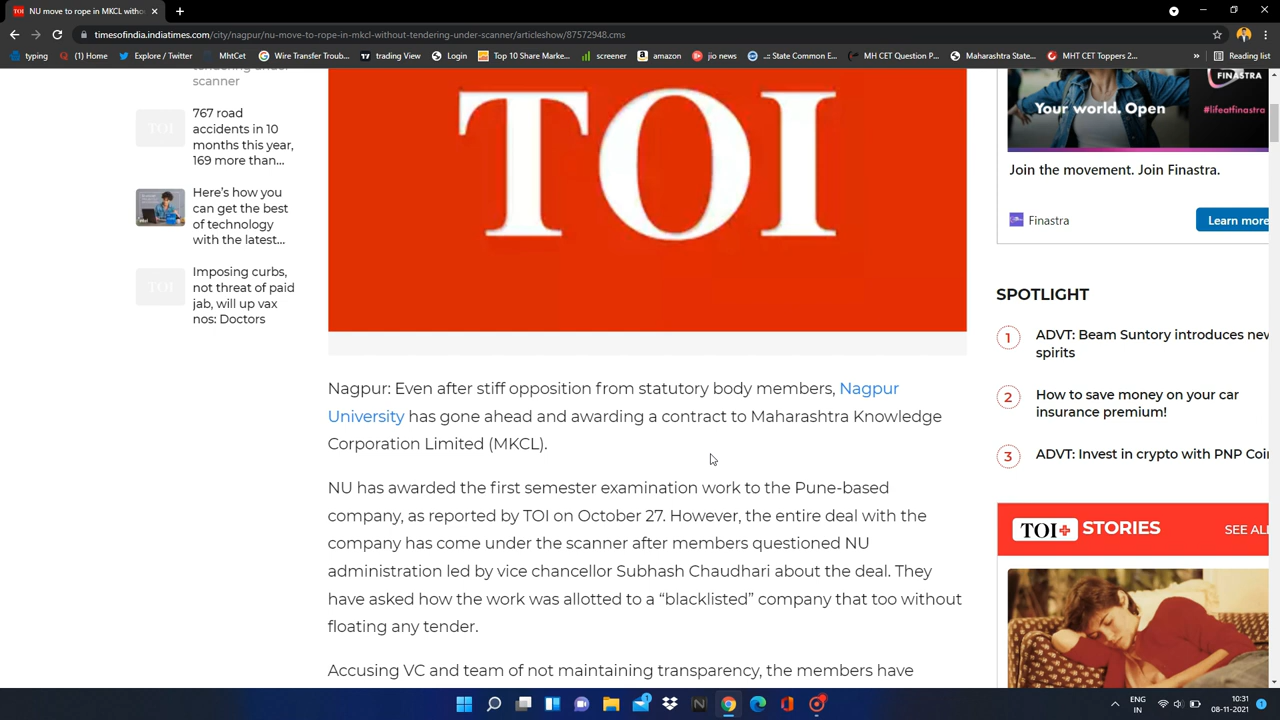 NU move to rope in MKCL witho
timesofindia.indiatimes.com/city/nagpur/nu-move-to-rope-in-mkcl-without-tendering-under-scanner/articleshow/87572948.cms
typing
(1) Home
Explore / Twitter
MhtCet
Wire Transfer Troub...
trading View
Login
Top 10 Share Marke...
screener
amazon
jio news
..:: State Common E...
MH CET Question P...
Maharashtra State...
MHT CET Toppers 2...
»
Reading list
tendering under
scanner
TOI
767 road
accidents in 10
months this year,
169 more than...
Here's how you
can get the best
of technology
with the latest...
TOI
Imposing curbs,
not threat of paid
jab, will up vax
nos: Doctors
TOI
Nagpur: Even after stiff opposition from statutory body members, Nagpur
University has gone ahead and awarding a contract to Maharashtra Knowledge
Corporation Limited (MKCL).
NU has awarded the first semester examination work to the Pune-based
company, as reported by TOI on October 27. However, the entire deal with the
company has come under the scanner after members questioned NU
administration led by vice chancellor Subhash Chaudhari about the deal. They
have asked how the work was allotted to a “blacklisted” company that too without
floating any tender.
Accusing VC and team of not maintaining transparency, the members have
FINASTRA
Your world. Open
#lifeatfinastra
Join the movement. Join Finastra.
Finastra
Learn more
SPOTLIGHT
1 ADVT: Beam Suntory introduces new
spirits
2 How to save money on your car
insurance premium!
3 ADVT: Invest in crypto with PNP Coi
TOI+ STORIES
SEE ALL
ENG
IN
10:31
08-11-2021